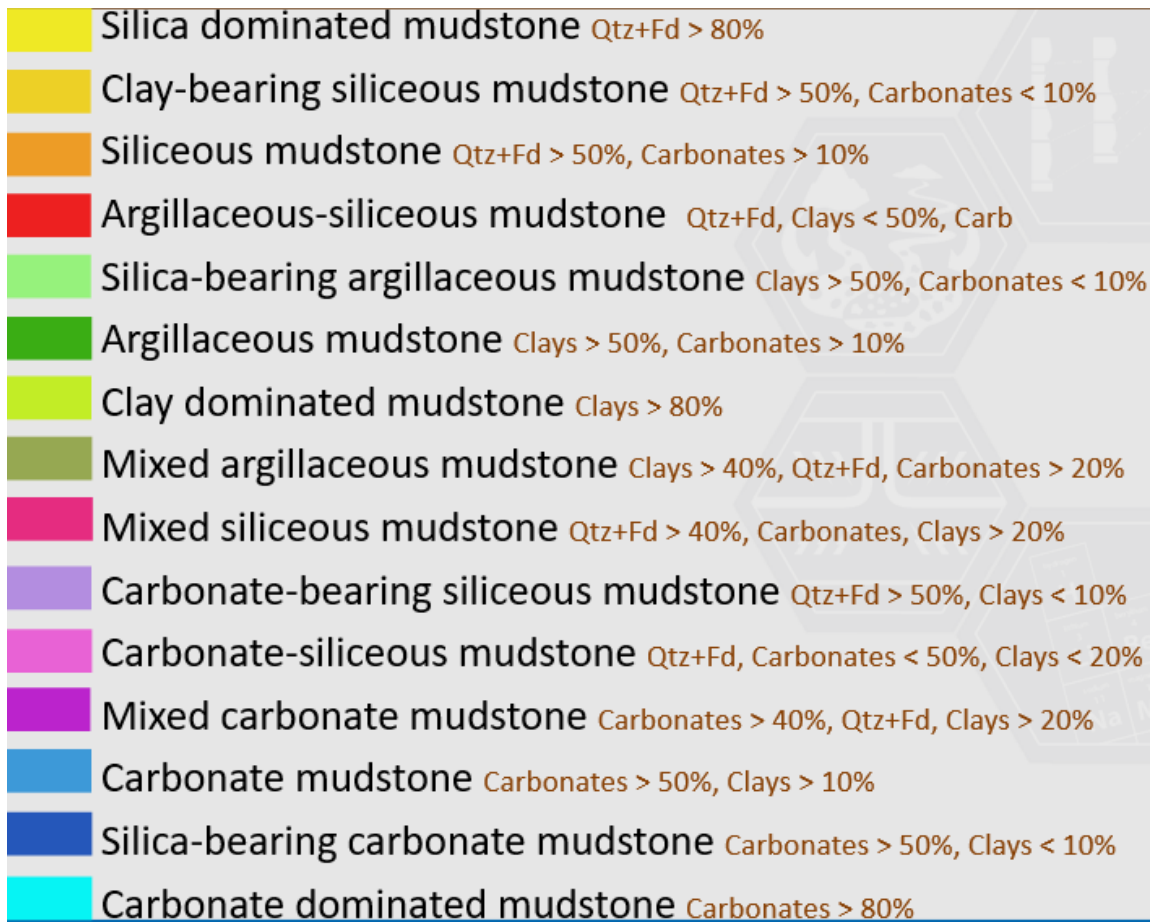 Silica dominated mudstone Qtz+Fd > 80%
Clay-bearing siliceous mudstone Qtz+Fd > 50%, Carbonates < 10%
Siliceous mudstone Qtz+Fd > 50%, Carbonates > 10%
Argillaceous-siliceous mudstone Qtz+Fd, Clays < 50%, Carb
Silica-bearing argillaceous mudstone Clays > 50%, Carbonates < 10%
Argillaceous mudstone Clays > 50%, Carbonates > 10%
Clay dominated mudstone Clays > 80%
Mixed argillaceous mudstone Clays > 40%, Qtz+Fd, Carbonates > 20%
Mixed siliceous mudstone Qtz+Fd > 40%, Carbonates, Clays > 20%
Carbonate-bearing siliceous mudstone Qtz+Fd > 50%, Clays < 10%
Carbonate-siliceous mudstone Qtz+Fd, Carbonates < 50%, Clays < 20%
Mixed carbonate mudstone Carbonates > 40%, Qtz+Fd, Clays > 20%
Carbonate mudstone Carbonates > 50%, Clays > 10%
Silica-bearing carbonate mudstone Carbonates > 50%, Clays < 10%
Carbonate dominated mudstone Carbonates > 80%